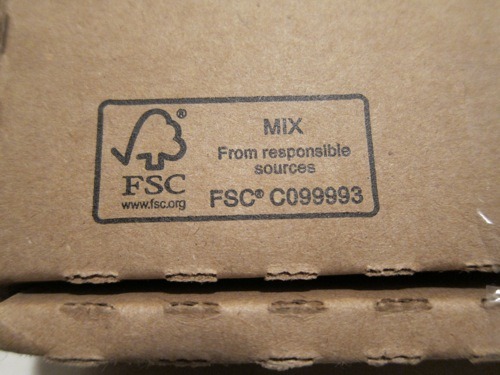 ®
FSC
www.fsc.org
MIX
From responsible
sources
FSC® C099993